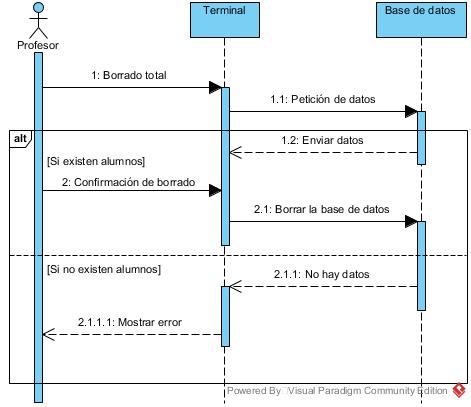 Terminal
Base de datos
Profesor
1: Borrado total
1.1: Petición de datos
alt
1.2: Enviar datos
[Si existen alumnos]
2: Confirmación de borrado
2.1: Borrar la base de datos
[Si no existen alumnos]
2.1.1: No hay datos
2.1.1.1: Mostrar error
Powered By Visual Paradigm Community Edition